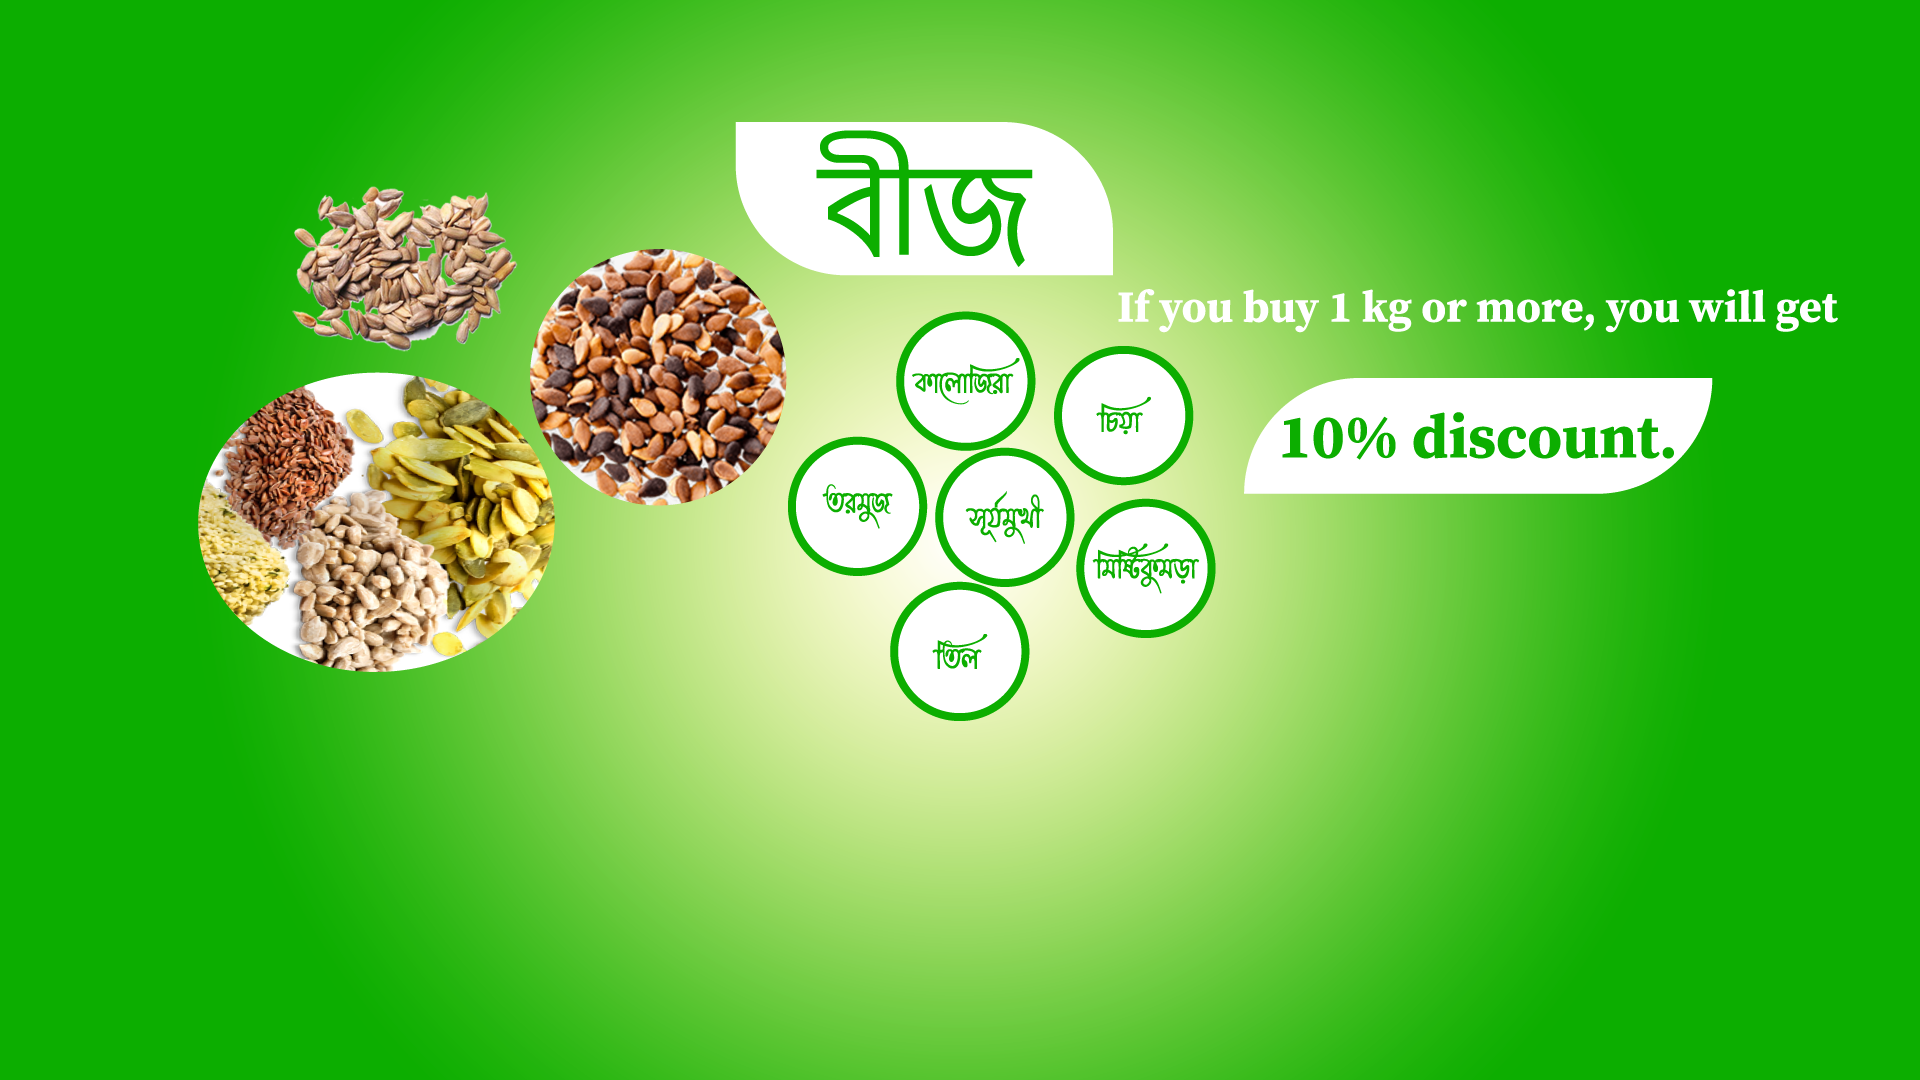 বীজ
If you buy 1 kg or more, you will get
10% discount.
কালোজিরা
চিয়া
তরমুজ
সূর্যমুখী
মিষ্টিকুমড়া
তিল